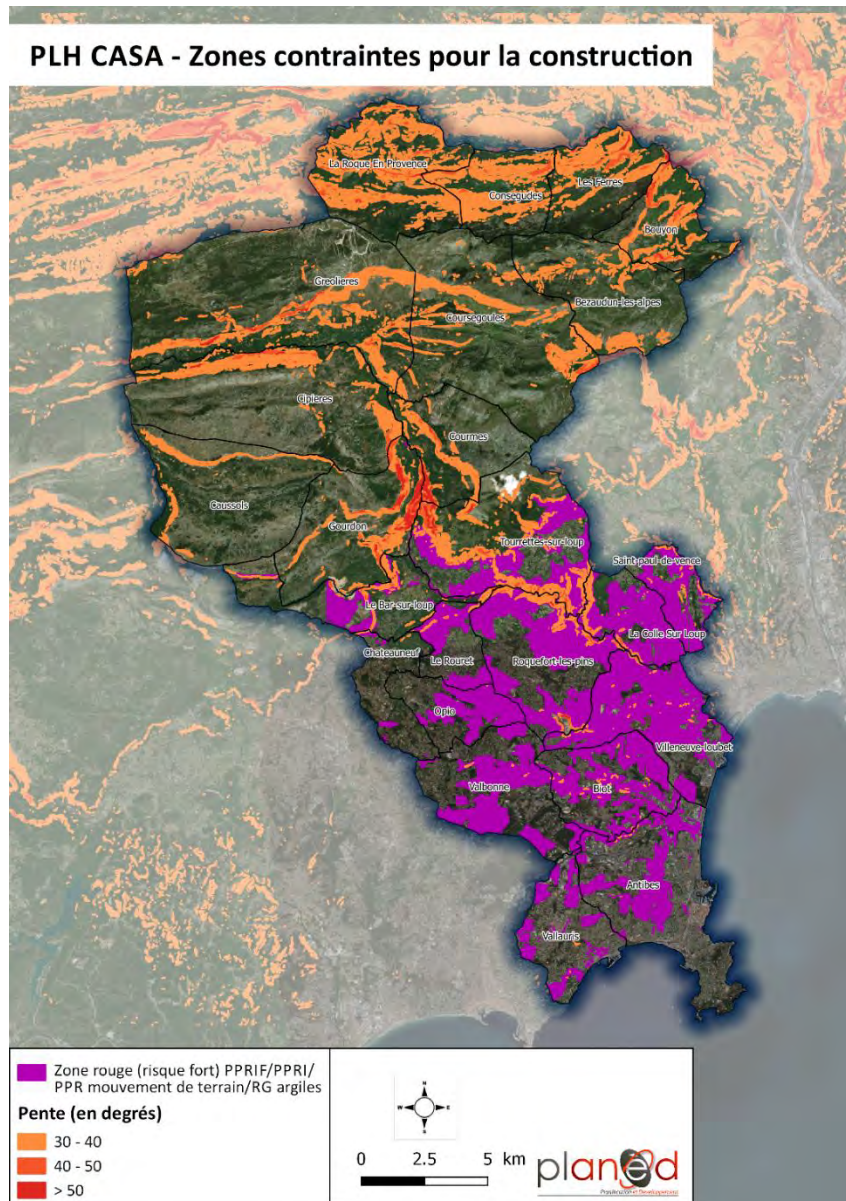 PLH CASA - Zones contraintes pour la construction
La Roque En Provence
Consegudes
Les Ferres
Bouyon
Greolieres
Bezaudun-les-alpes
Coursegoules
Cipieres
Courmes
Caussols
Gourdon
Tourrettes-sur-loup
Saint-paul-de-vence
Le Bar-sur-loup
La Colle Sur Loup
Chateauneuf
Le Rouret
Roquefort-les-pins
Opio
Villeneuve-loubet
Valbonne
Biot
Antibes
Vallauris
Zone rouge (risque fort) PPRIF/PPRI/
PPR mouvement de terrain/RG argiles
Pente (en degrés)
30 - 40
40 - 50
> 50
N
W E
S
0 2.5 5 km
planed
Planification et Développement